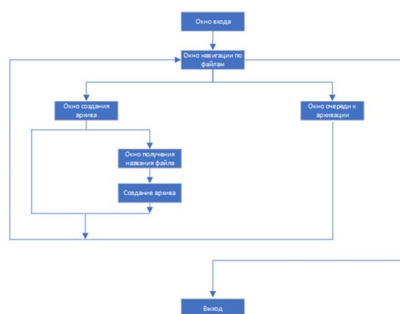 Окно входа
Окно навигации по
файлам
Окно создания
архива
Окно очереди к
архивации
Окно получения
названия файла
Создание архива
Выход